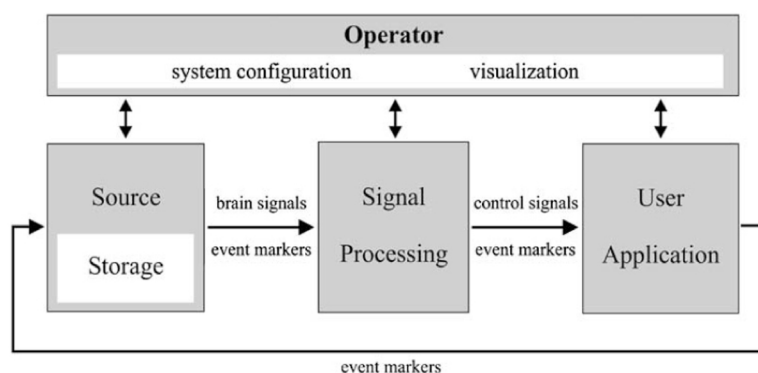 Operator
system configuration visualization
Source
Storage
brain signals
event markers
Signal
Processing
control signals
event markers
User
Application
event markers